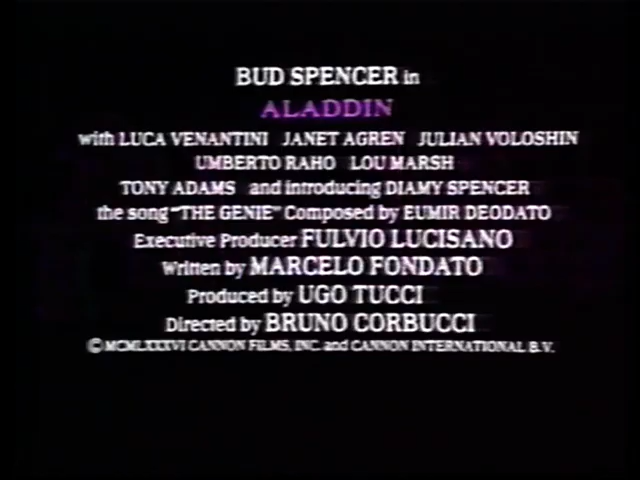 BUD SPENCER in
ALADDIN
with LUCA VENANTINI JANET AGREN JULIAN VOLOSHIN
UMBERTO RAHO LOU MARSH
TONY ADAMS and introducing DIAMY SPENCER
the song "THE GENIE" Composed by EUMIR DEODATO
Executive Producer FULVIO LUCISANO
Written by MARCELO FONDATO
Produced by UGO TUCCI
Directed by BRUNO CORBUCCI
©MCMLXXXVI CANNON FILMS, INC. and CANNON INTERNATIONAL B.V.